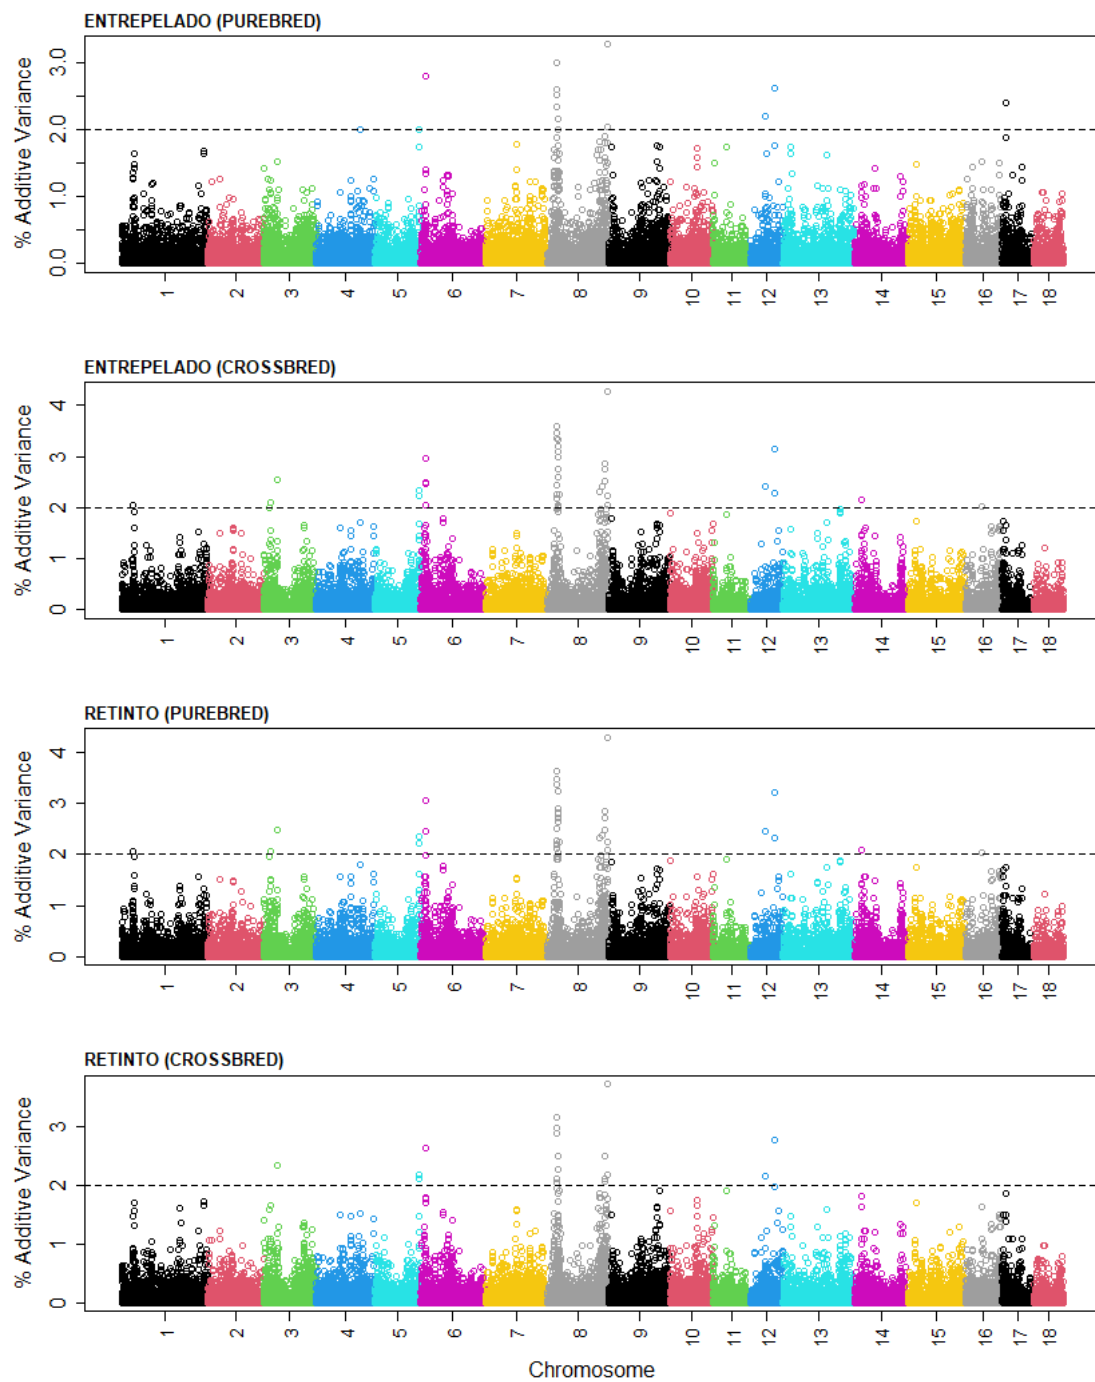 ENTREPELADO (PUREBRED)
% Additive Variance
3.0
2.0
1.0
0.0
1 2 3 4 5 6 7 8 9 10 11 12 13 14 15 16 17 18
ENTREPELADO (CROSSBRED)
% Additive Variance
4
3
2
1
0
1 2 3 4 5 6 7 8 9 10 11 12 13 14 15 16 17 18
RETINTO (PUREBRED)
% Additive Variance
4
3
2
1
0
1 2 3 4 5 6 7 8 9 10 11 12 13 14 15 16 17 18
RETINTO (CROSSBRED)
% Additive Variance
3
2
1
0
1 2 3 4 5 6 7 8 9 10 11 12 13 14 15 16 17 18
Chromosome